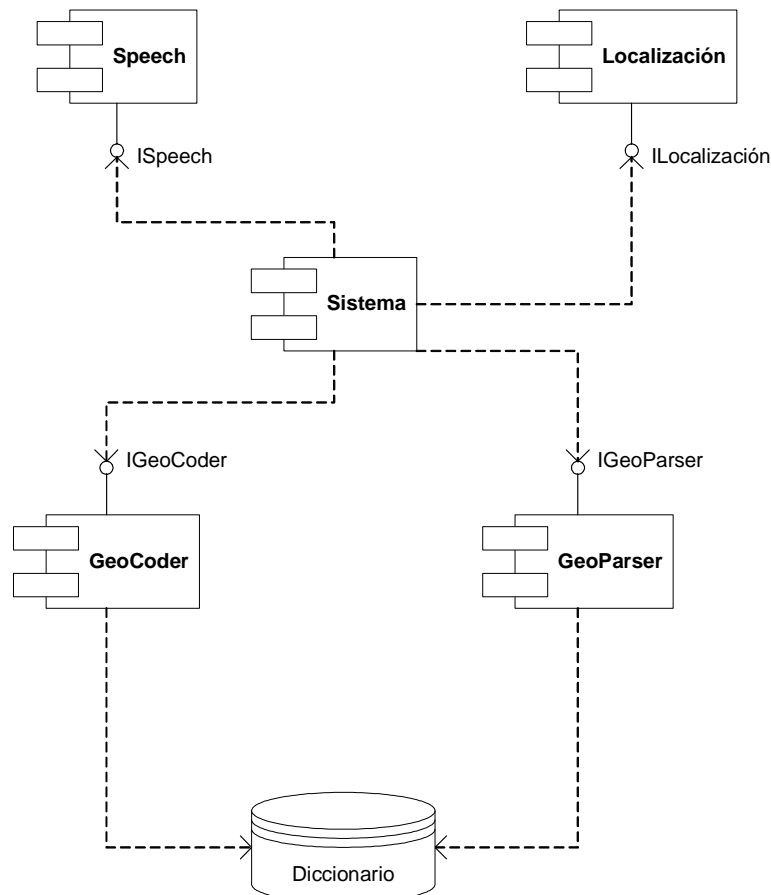 Speech
Localización
ISpeech
ILocalización
Sistema
IGeoCoder
IGeoParser
GeoCoder
GeoParser
Diccionario